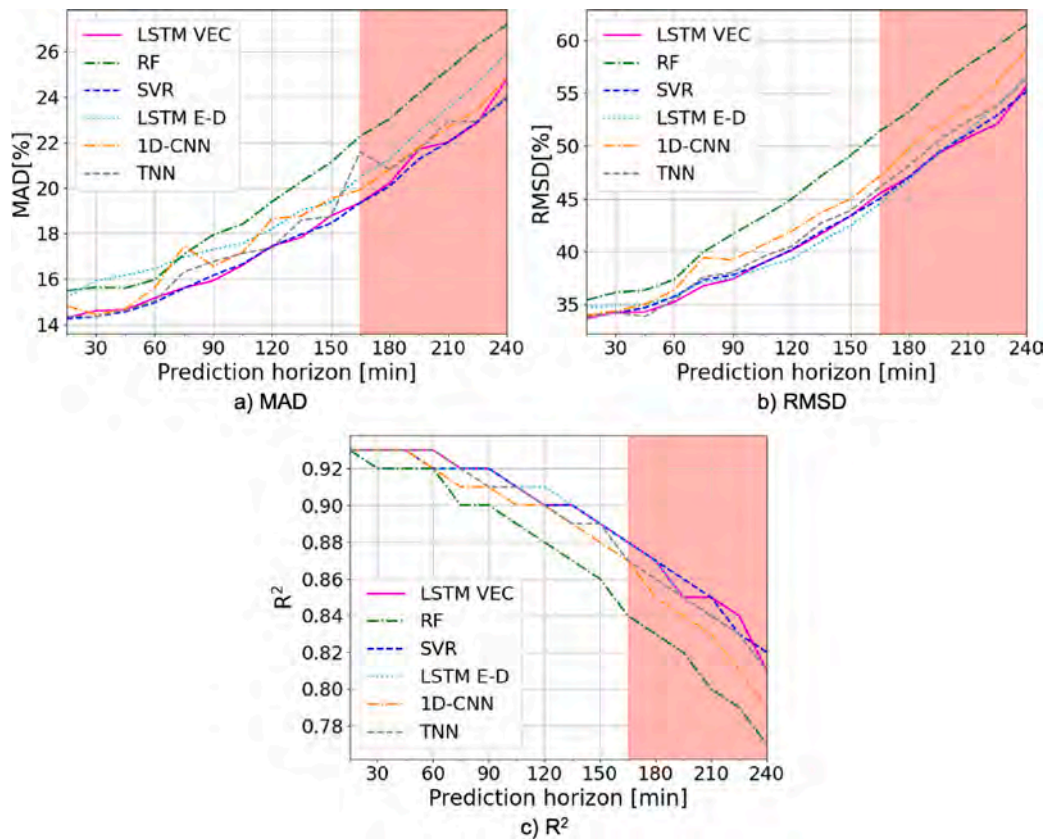 LSTM VEC
RF
SVR
LSTM E-D
1D-CNN
TNN
MAD[%]
26
24
22
20
18
16
14
30 60 90 120 150 180 210 240
Prediction horizon [min]
a) MAD
LSTM VEC
RF
SVR
LSTM E-D
1D-CNN
TNN
RMSD[%]
60
55
50
45
40
35
30 60 90 120 150 180 210 240
Prediction horizon [min]
b) RMSD
R²
0.92
0.90
0.88
0.86
0.84
0.82
0.80
0.78
LSTM VEC
RF
SVR
LSTM E-D
1D-CNN
TNN
30 60 90 120 150 180 210 240
Prediction horizon [min]
c) R²